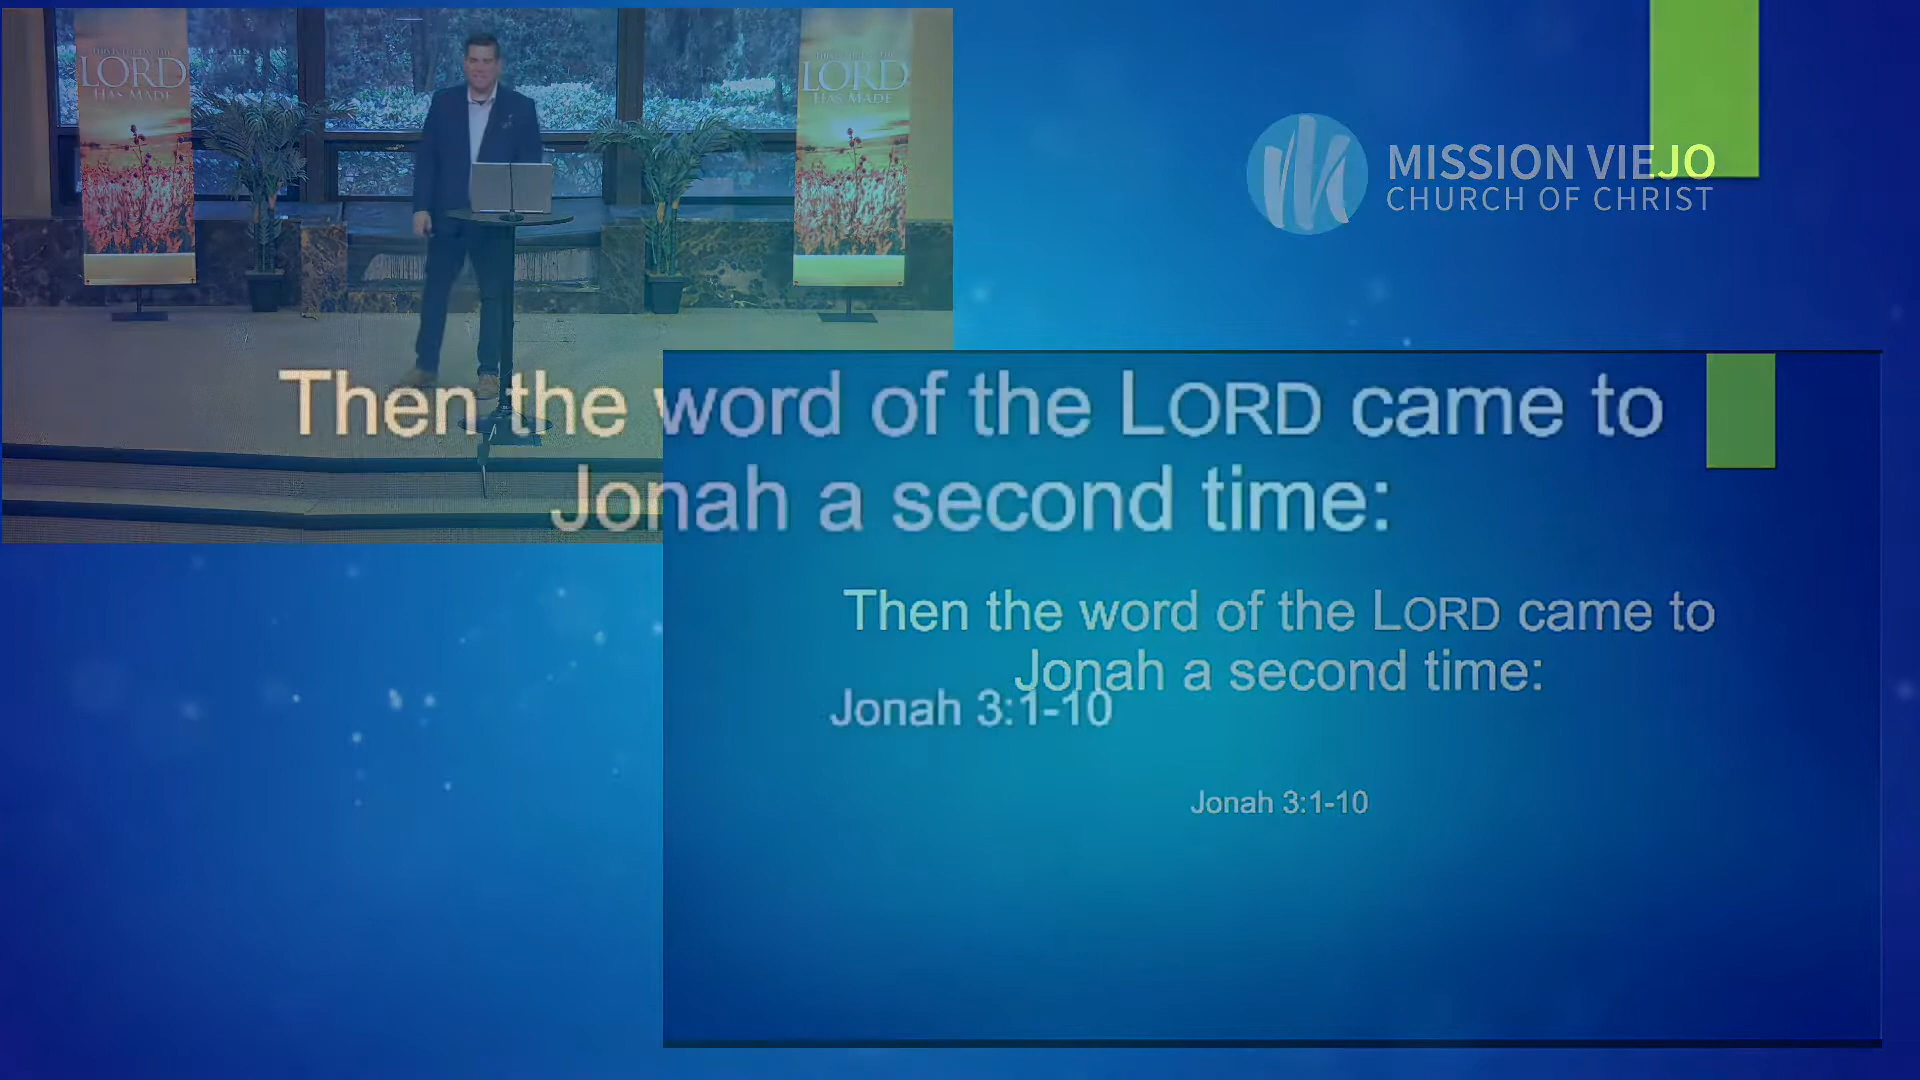 LORD
HAS MADE
LORD
HAS MADE
MISSION VIEJO
CHURCH OF CHRIST
Then the word of the LORD came to
Jonah a second time:
Then the word of the LORD came to
Jonah a second time:
Jonah 3:1-10
Jonah 3:1-10